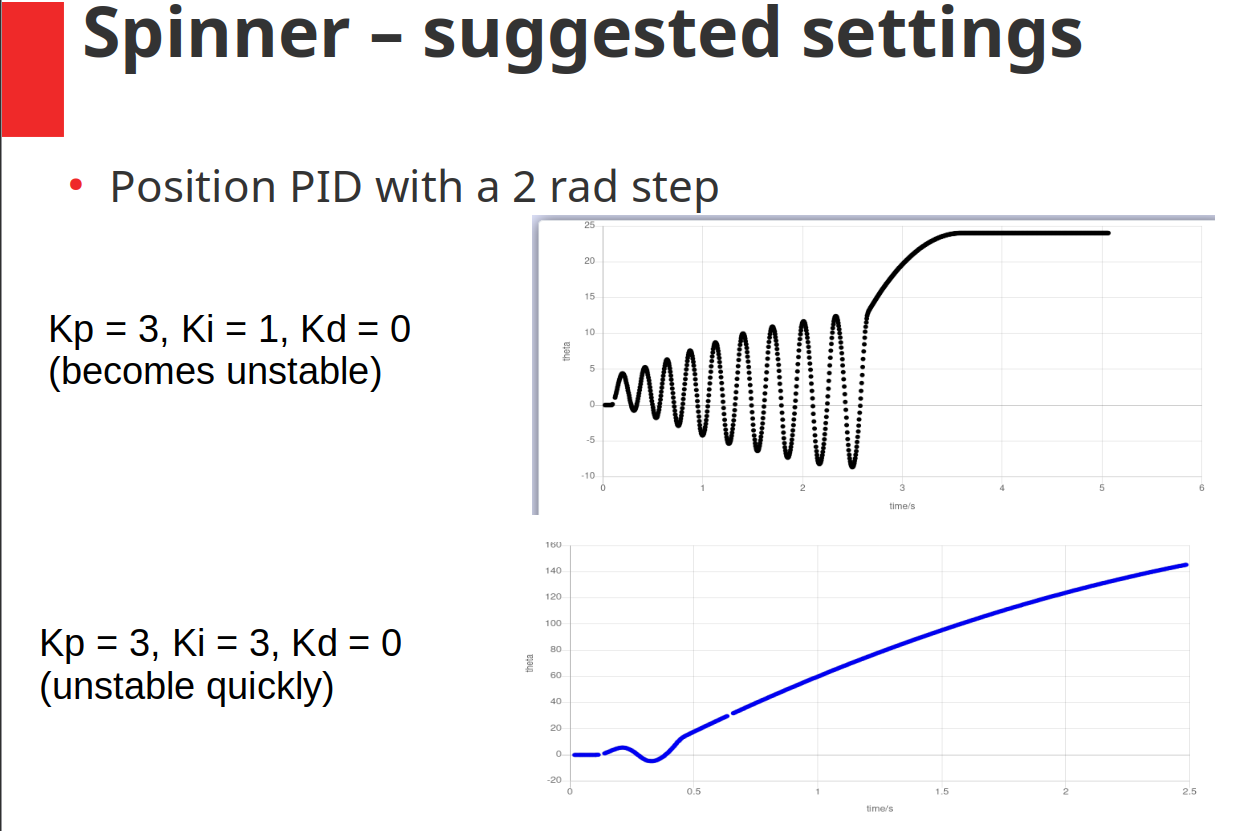 Spinner – suggested settings
• Position PID with a 2 rad step
Kp = 3, Ki = 1, Kd = 0
(becomes unstable)
25
20
15
10
5
0
-5
-10
theta
0 1 2 3 4 5 6
time/s
Kp = 3, Ki = 3, Kd = 0
(unstable quickly)
160
140
120
100
80
60
40
20
0
-20
theta
0 0.5 1 1.5 2 2.5
time/s